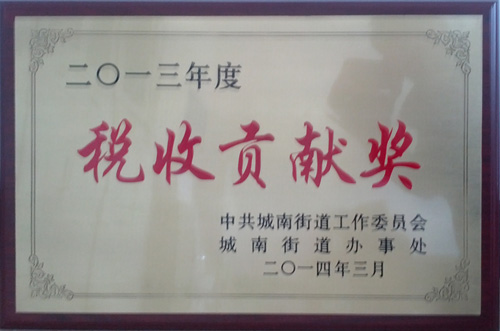 二〇一三年度
税收贡献奖
中共城南街道工作委员会
城南街道办事处
二〇一四年三月